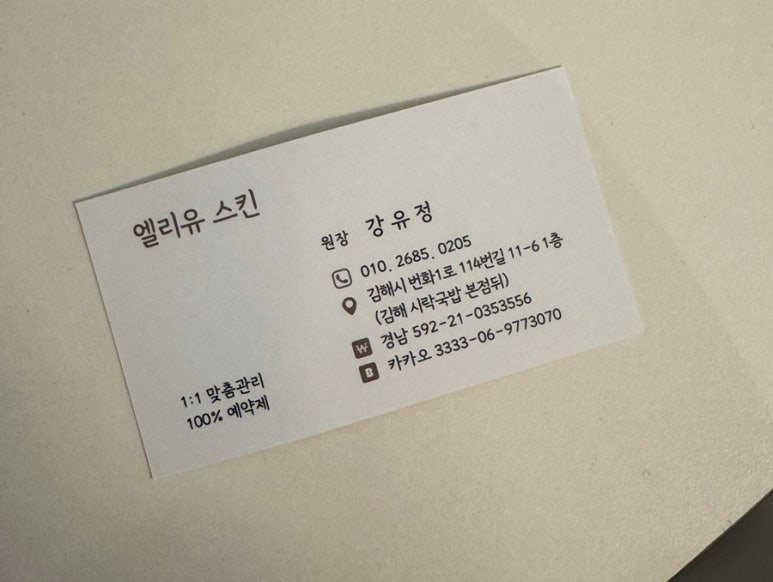 엘리유 스킨
원장 강유정
010. 2685. 0205
김해시 번화1로 114번길 11-6 1층
(김해 시락국밥 본점뒤)
경남 592-21-0353556
카카오 3333-06-9773070
1:1 맞춤관리
100% 예약제